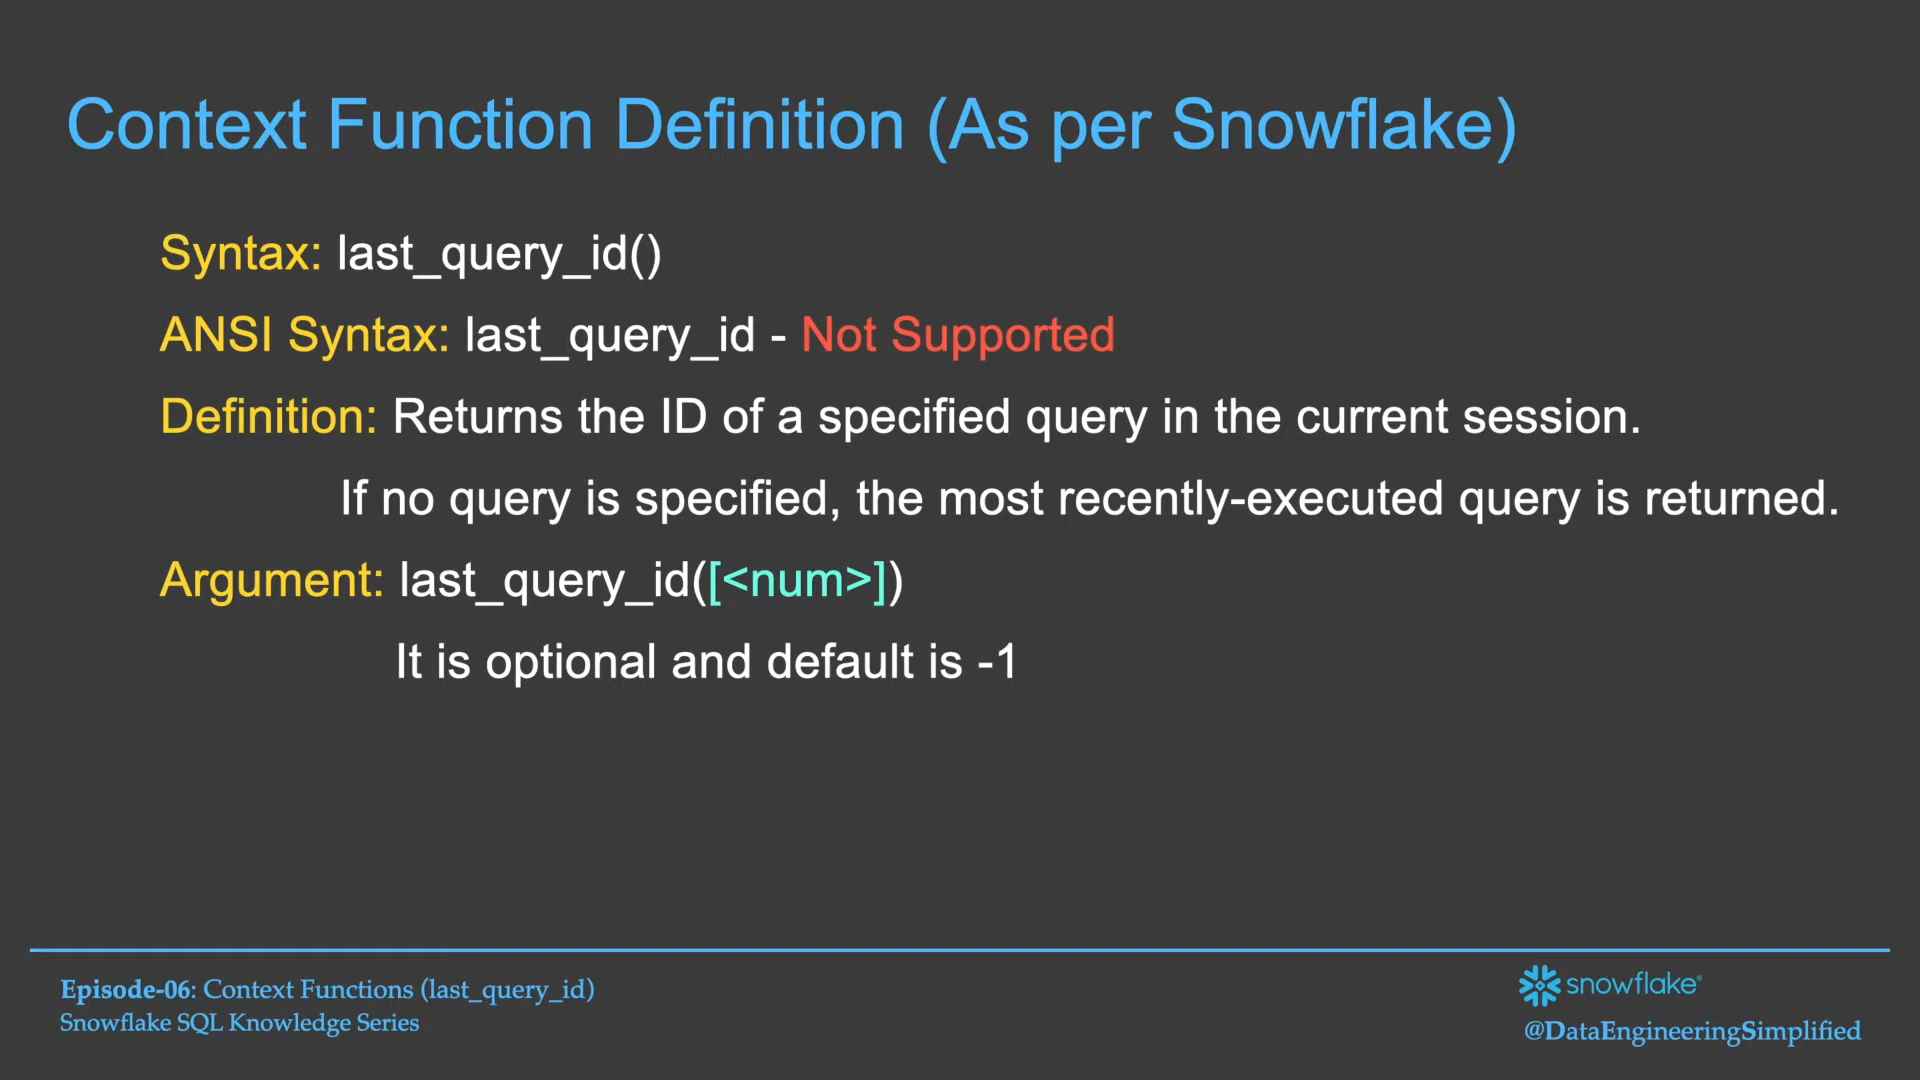 Context Function Definition (As per Snowflake)
Syntax: last_query_id()
ANSI Syntax: last_query_id - Not Supported
Definition: Returns the ID of a specified query in the current session.
If no query is specified, the most recently-executed query is returned.
Argument: last_query_id([<num>])
It is optional and default is -1
Episode-06: Context Functions (last_query_id)
Snowflake SQL Knowledge Series
snowflake®
@DataEngineeringSimplified